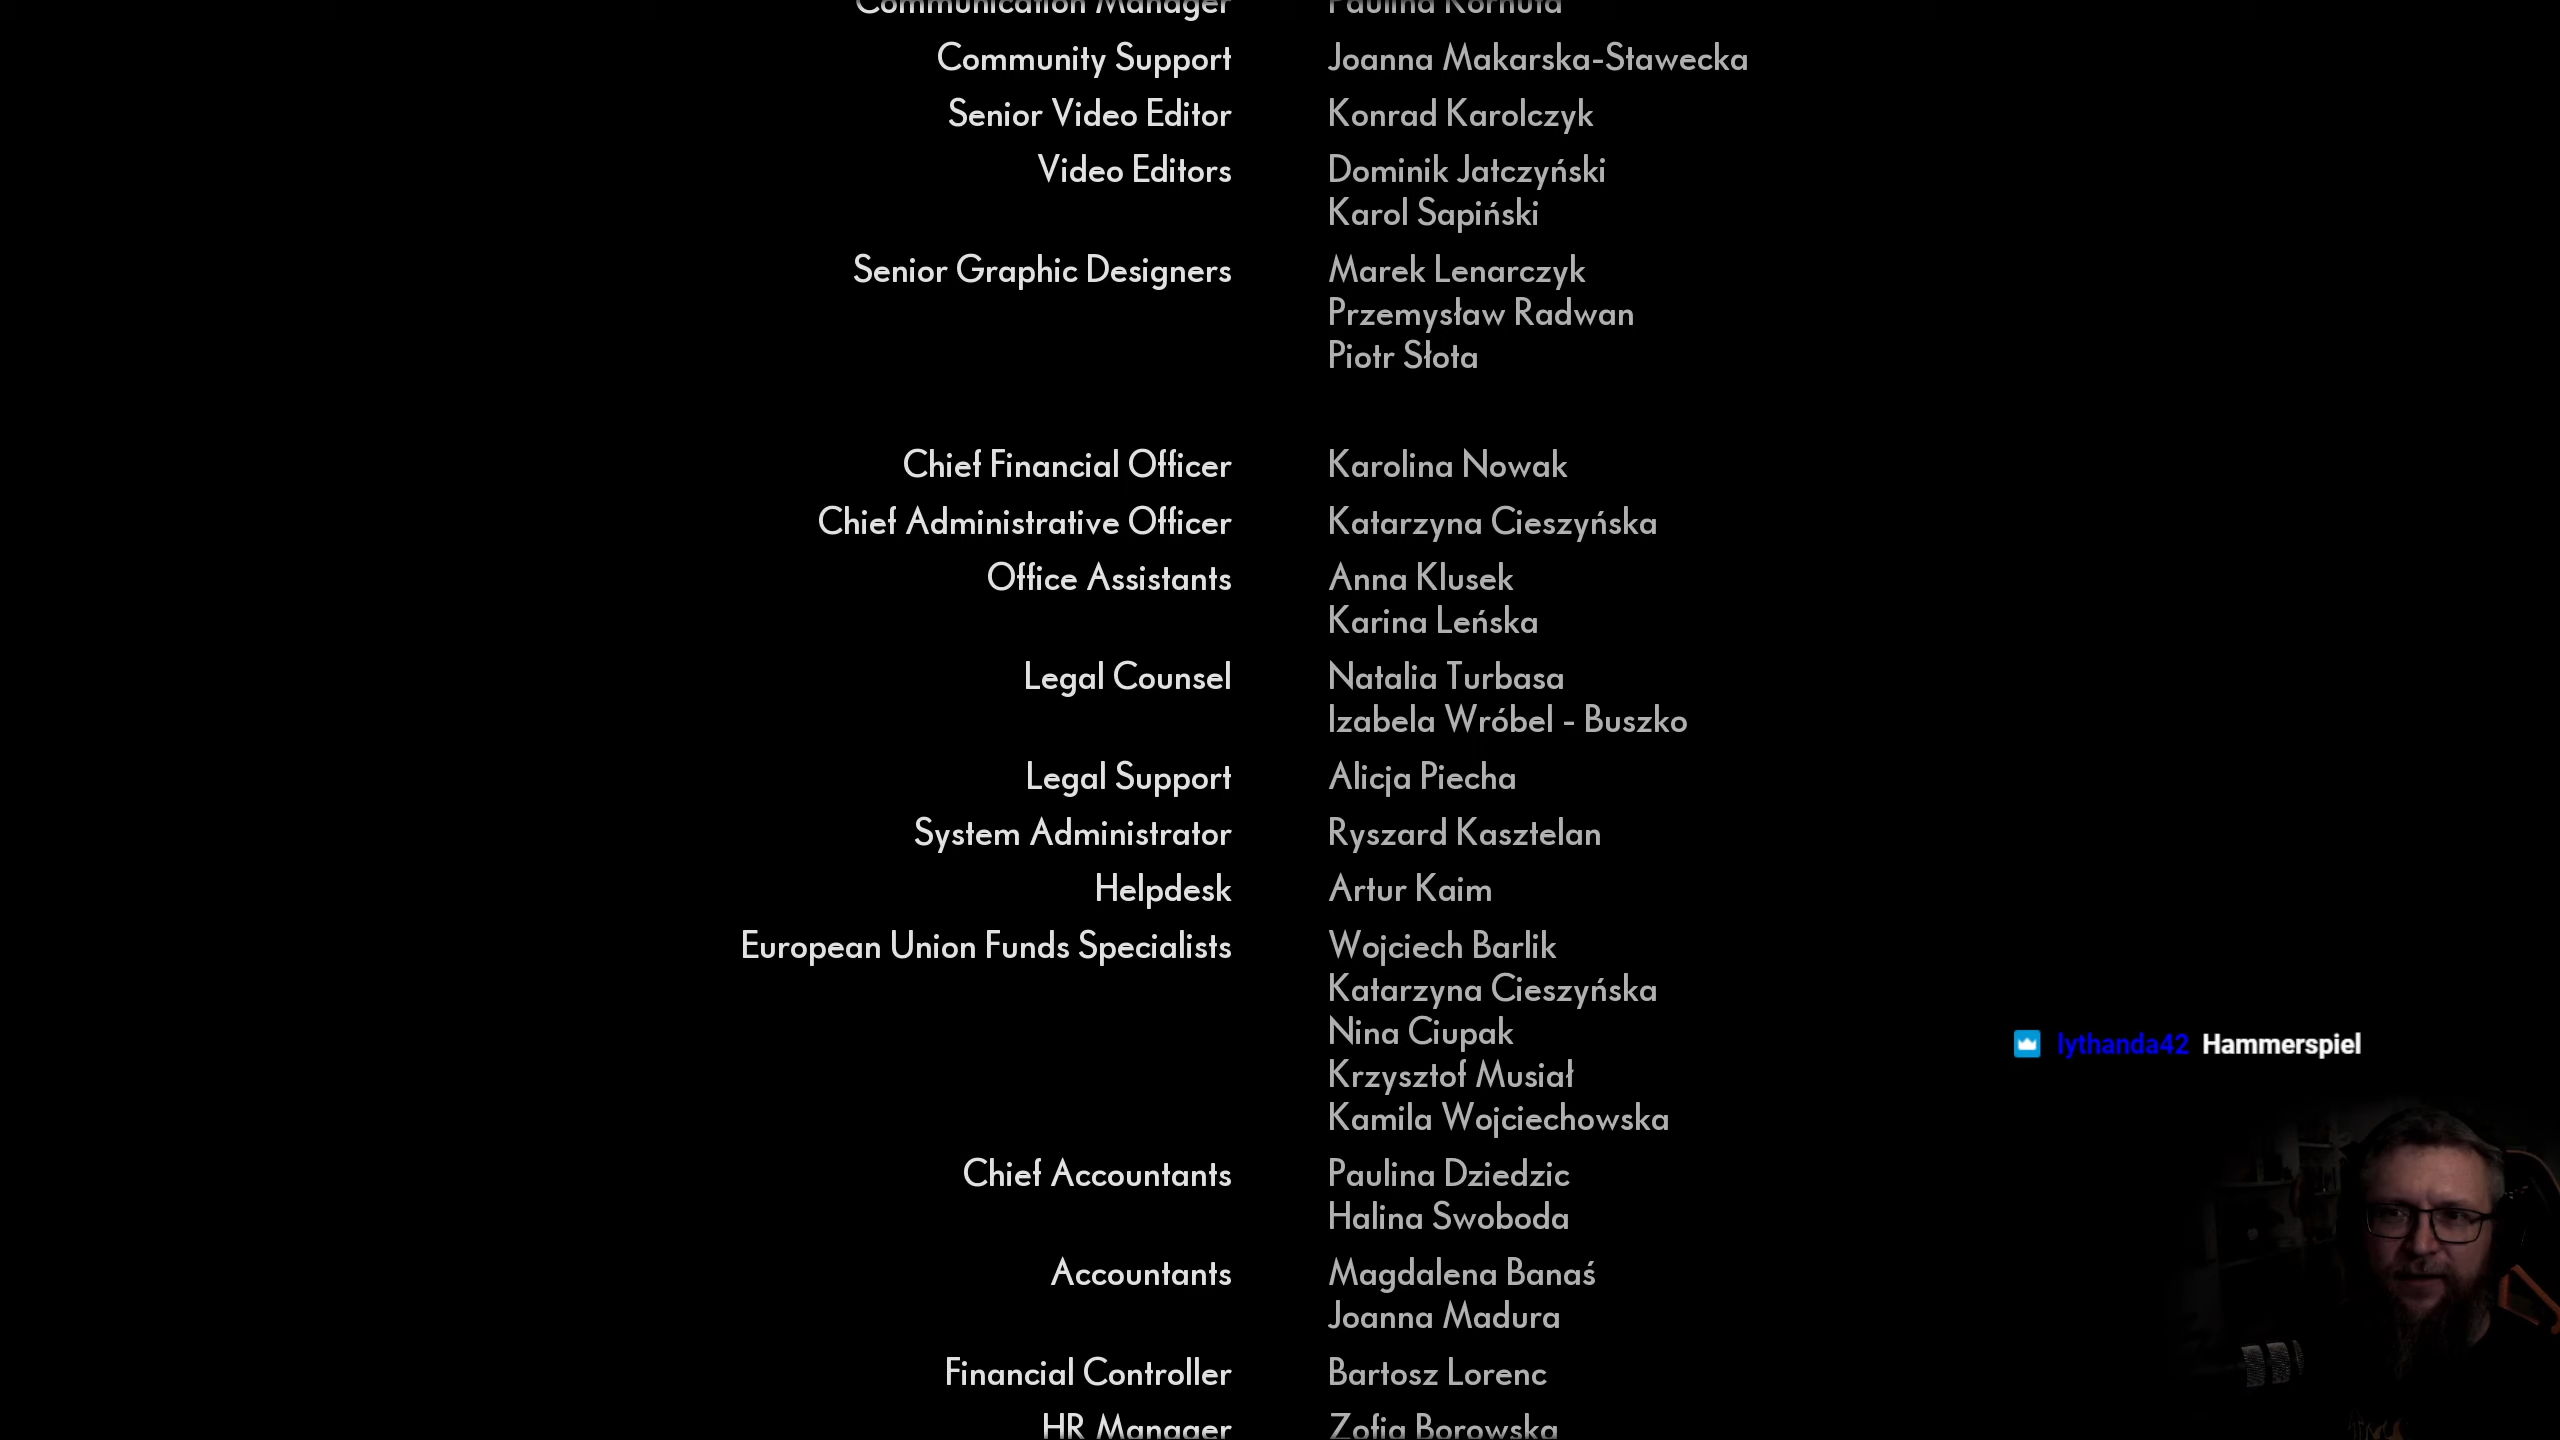 Communication Manager Paulina Kornuta
Community Support Joanna Makarska-Stawecka
Senior Video Editor Konrad Karolczyk
Video Editors Dominik Jatczyński
Karol Sapiński
Senior Graphic Designers Marek Lenarczyk
Przemysław Radwan
Piotr Słota
Chief Financial Officer Karolina Nowak
Chief Administrative Officer Katarzyna Cieszyńska
Office Assistants Anna Klusek
Karina Leńska
Legal Counsel Natalia Turbasa
Izabela Wróbel - Buszko
Legal Support Alicja Piecha
System Administrator Ryszard Kasztelan
Helpdesk Artur Kaim
European Union Funds Specialists Wojciech Barlik
Katarzyna Cieszyńska
Nina Ciupak
Krzysztof Musiał
Kamila Wojciechowska
Chief Accountants Paulina Dziedzic
Halina Swoboda
Accountants Magdalena Banaś
Joanna Madura
Financial Controller Bartosz Lorenc
HR Manager Zofia Borowska
lythanda42 Hammerspiel